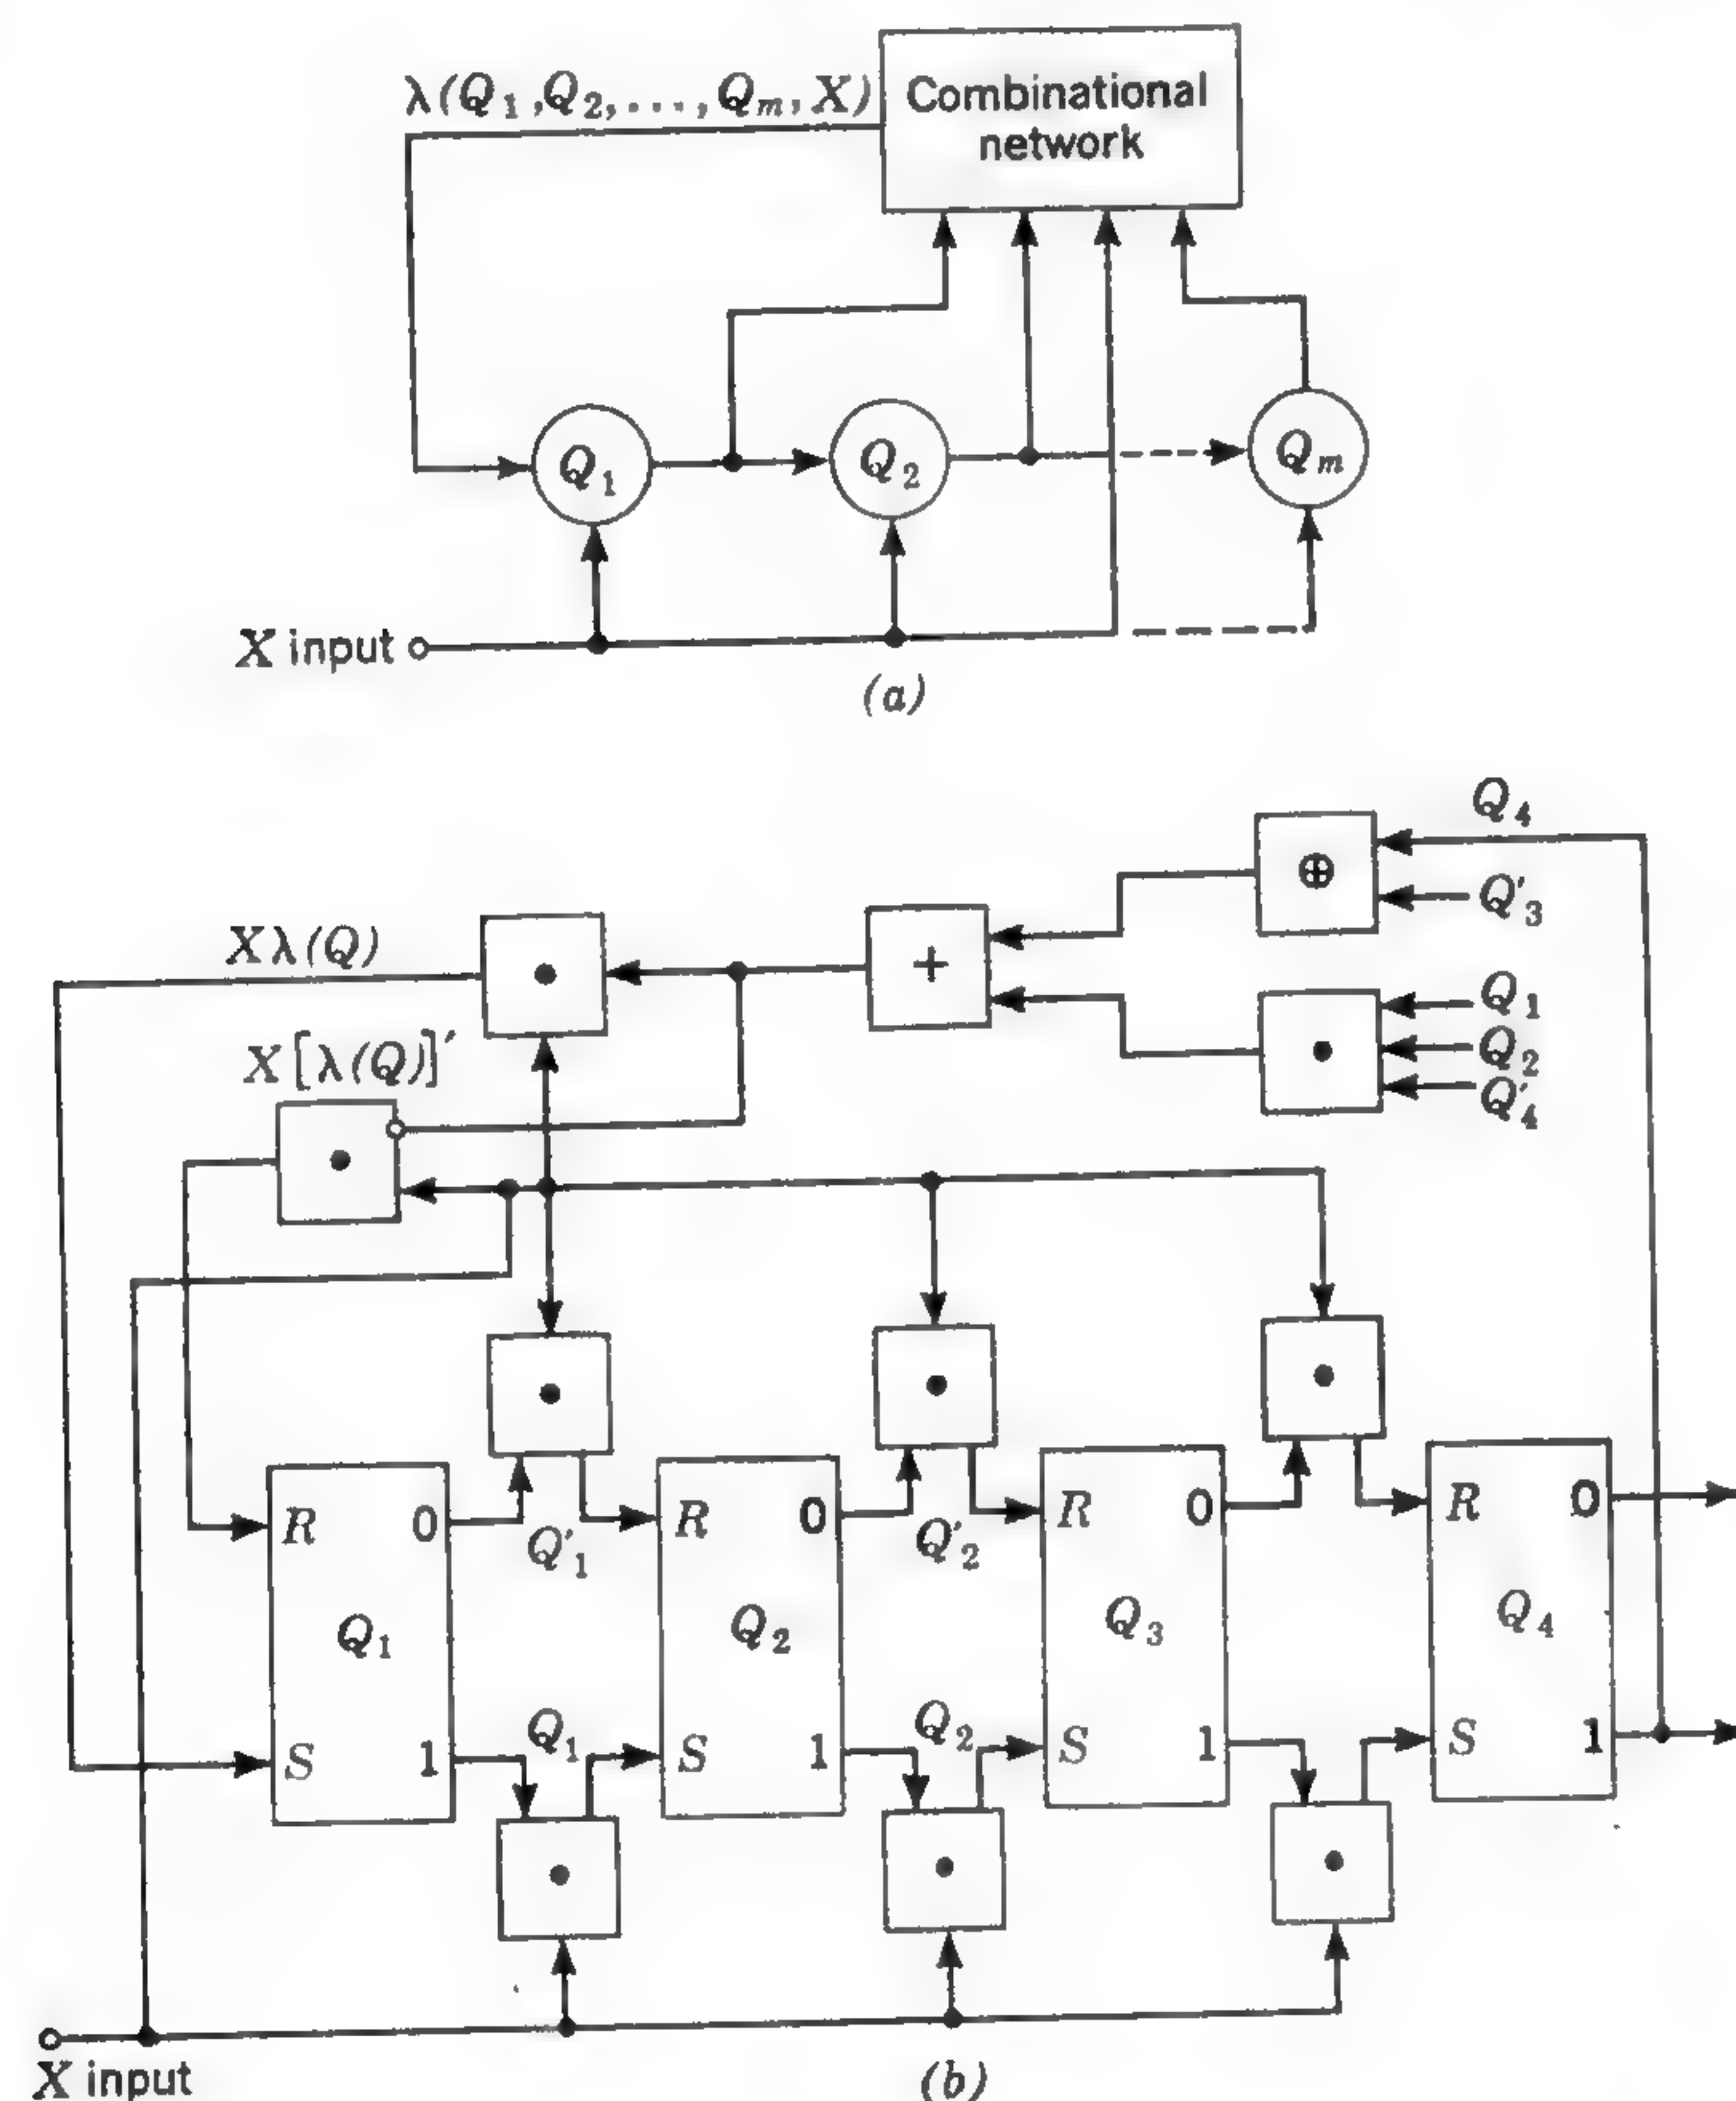 λ(Q₁,Q₂,...,Qₘ,X)
Combinational
network
Q₁
Q₂
Qₘ
X input
(a)
Q₄
⊕
Q′₃
Xλ(Q)
•
+
Q₁
•
Q₂
Q′₄
X[λ(Q)]′
•
•
•
•
R
0
Q′₁
R
0
Q′₂
R
0
R
0
Q₁
Q₂
Q₃
Q₄
S
1
Q₁
S
1
Q₂
S
1
S
1
•
•
•
X input
(b)